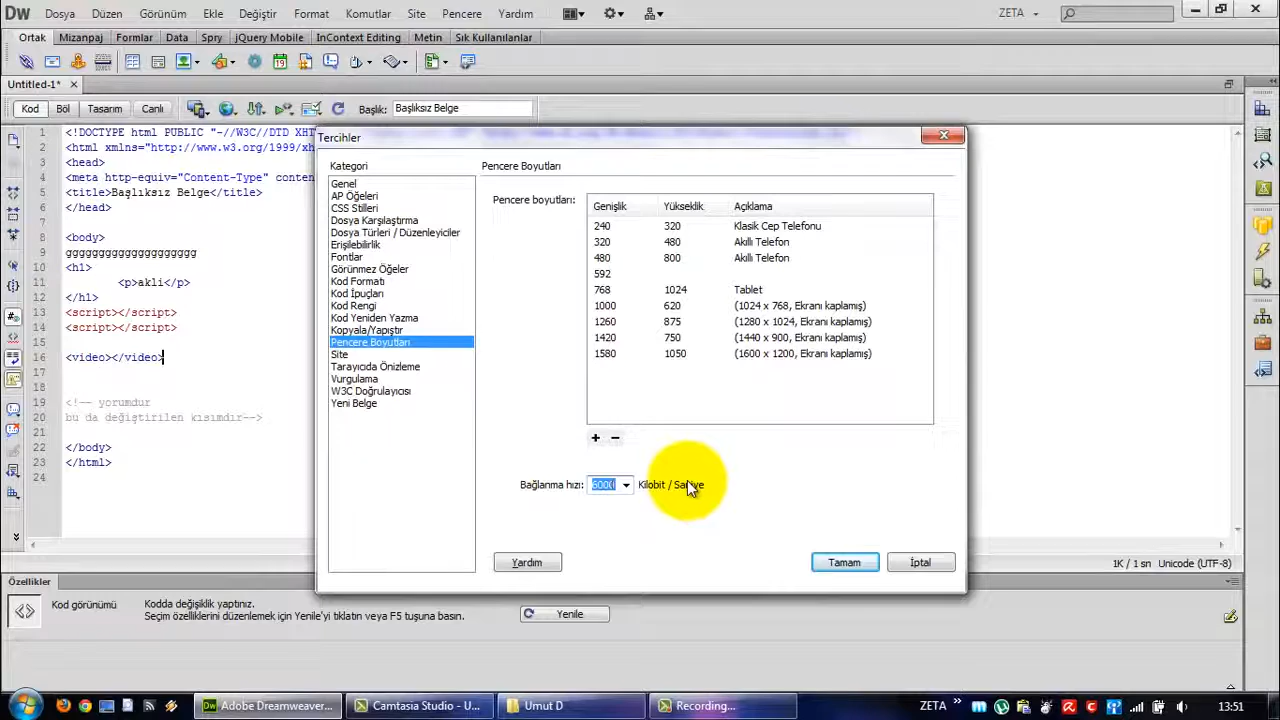 Dw Dosya Düzen Görünüm Ekle Değiştir Format Komutlar Site Pencere Yardım ZETA
Ortak Mizanpaj Formlar Data Spry jQuery Mobile InContext Editing Metin Sık Kullanılanlar
Untitled-1*
Kod Böl Tasarım Canlı Başlık: Başlıksız Belge
1 <!DOCTYPE html PUBLIC "-//W3C//DTD XHT
2 <html xmlns="http://www.w3.org/1999/xh
3 <head>
4 <meta http-equiv="Content-Type" conten
5 <title>Başlıksız Belge</title>
6 </head>
7
8 <body>
9 gggggggggggggggggggg
10 <h1>
11 <p>akli</p>
12 </h1>
13 <script></script>
14 <script></script>
15
16 <video></video>
17
18
19 <!-- yorumdur
20 bu da değiştirilen kısımdır-->
21
22 </body>
23 </html>
24
Tercihler
Kategori
Genel
AP Öğeleri
CSS Stilleri
Dosya Karşılaştırma
Dosya Türleri / Düzenleyiciler
Erişilebilirlik
Fontlar
Görünmez Öğeler
Kod Formatı
Kod İpuçları
Kod Rengi
Kod Yeniden Yazma
Kopyala/Yapıştır
Pencere Boyutları
Site
Tarayıcıda Önizleme
Vurgulama
W3C Doğrulayıcısı
Yeni Belge
Pencere Boyutları
Pencere boyutları:
Genişlik Yükseklik Açıklama
240 320 Klasik Cep Telefonu
320 480 Akıllı Telefon
480 800 Akıllı Telefon
592
768 1024 Tablet
1000 620 (1024 x 768, Ekranı kaplamış)
1260 875 (1280 x 1024, Ekranı kaplamış)
1420 750 (1440 x 900, Ekranı kaplamış)
1580 1050 (1600 x 1200, Ekranı kaplamış)
Bağlanma hızı: 6000 Kilobit / Saniye
Yardım Tamam İptal
1K / 1 sn Unicode (UTF-8)
Özellikler
Kod görünümü
Kodda değişiklik yaptınız.
Seçim özelliklerini düzenlemek için Yenile'yi tıklatın veya F5 tuşuna basın.
Yenile
Adobe Dreamweaver... Camtasia Studio - U... Umut D Recording... ZETA 13:51